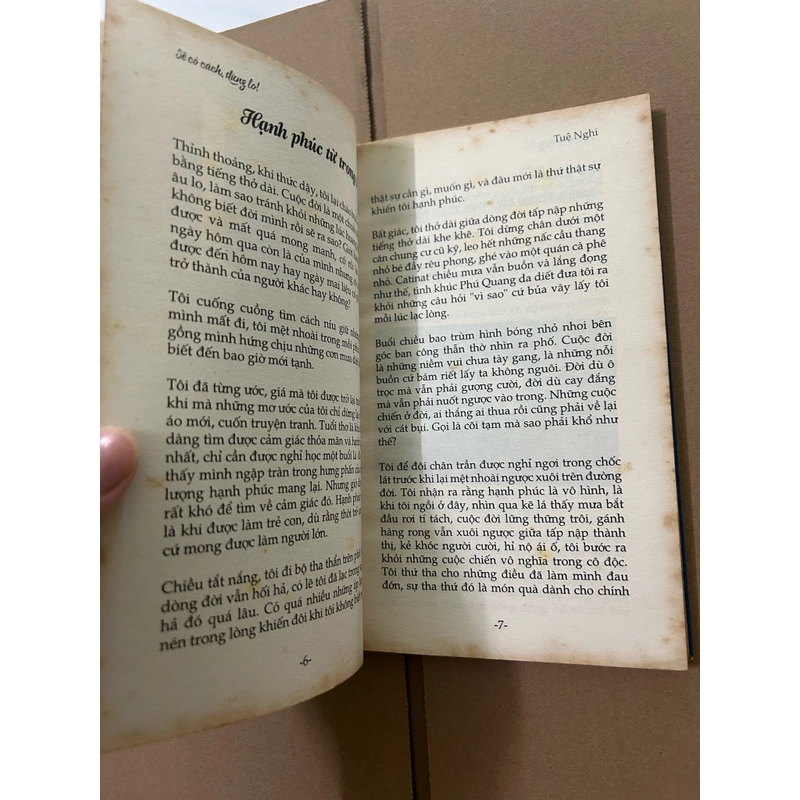 Sẽ có cách, đừng lo!
Hạnh phúc từ trong
Thỉnh thoảng, khi thức dậy, tôi lại chào
bằng tiếng thở dài. Cuộc đời là một
âu lo, làm sao tránh khỏi những lúc
không biết đời mình rồi sẽ ra sao?
được và mất quá mong manh, có
ngày hôm qua còn là của mình nhưng
được đến hôm nay hay ngày mai liệu có
trở thành của người khác hay không?
Tôi cuống cuồng tìm cách níu giữ
mình mất đi, tôi mệt nhoài trong mỗi
gồng mình hứng chịu những cơn mưa
biết đến bao giờ mới tạnh.
Tôi đã từng ước, giá mà tôi được trở lại
khi mà những mơ ước của tôi chỉ dừng lại
áo mới, cuốn truyện tranh. Tuổi thơ là
dàng tìm được cảm giác thỏa mãn và
nhất, chỉ cần được nghỉ học một buổi là
thấy mình ngập tràn trong hưng phấn của
lượng hạnh phúc mang lại. Nhưng giờ
rất khó để tìm về cảm giác đó. Hạnh
là khi được làm trẻ con, dù rằng thời trẻ
cứ mong được làm người lớn.
Chiều tắt nắng, tôi đi bộ tha thẩn trên
dòng đời vẫn hối hả, có lẽ tôi đã lạc trong
hả đó quá lâu. Có quá nhiều những
nén trong lòng khiến đôi khi tôi không
-6-
Tuệ Nghi
thật sự cần gì, muốn gì, và đâu mới là thứ thật sự
khiến tôi hạnh phúc.
Bất giác, tôi thở dài giữa dòng đời tấp nập những
tiếng thở dài khe khẽ. Tôi dừng chân dưới một
căn chung cư cũ kỹ, leo hết những nấc cầu thang
nhỏ bé đầy rêu phong, ghé vào một quán cà phê
nhỏ. Catinat chiều mưa vẫn buồn và lắng đọng
như thế, tình khúc Phú Quang da diết đưa tôi ra
khỏi những câu hỏi "vì sao" cứ bủa vây lấy tôi
mỗi lúc lạc lòng.
Buổi chiều bao trùm hình bóng nhỏ nhoi bên
góc ban công thẫn thờ nhìn ra phố. Cuộc đời
là những niềm vui chưa tày gang, là những nỗi
buồn cứ bám riết lấy ta không nguôi. Đời dù ô
trọc mà vẫn phải gượng cười, đời dù cay đắng
mà vẫn phải nuốt ngược vào trong. Những cuộc
chiến ở đời, ai thắng ai thua rồi cũng phải về lại
với cát bụi. Gọi là cõi tạm mà sao phải khổ như
thế?
Tôi để đôi chân trần được nghỉ ngơi trong chốc
lát trước khi lại mệt nhoài ngược xuôi trên đường
đời. Tôi nhận ra rằng hạnh phúc là vô hình, là
khi tôi ngồi ở đây, nhìn qua kẽ lá thấy mưa bắt
đầu rơi tí tách, cuộc đời lững thững trôi, gánh
hàng rong vẫn xuôi ngược giữa tấp nập thành
thị, kẻ khóc người cười, hỉ nộ ái ố, tôi bước ra
khỏi những cuộc chiến vô nghĩa trong cô độc.
Tôi thứ tha cho những điều đã làm mình đau
đớn, sự tha thứ đó là món quà dành cho chính
-7-